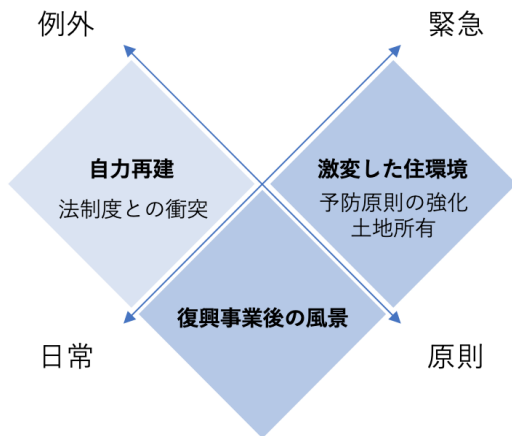 例外
緊急
自力再建
法制度との衝突
激変した住環境
予防原則の強化
土地所有
復興事業後の風景
日常
原則